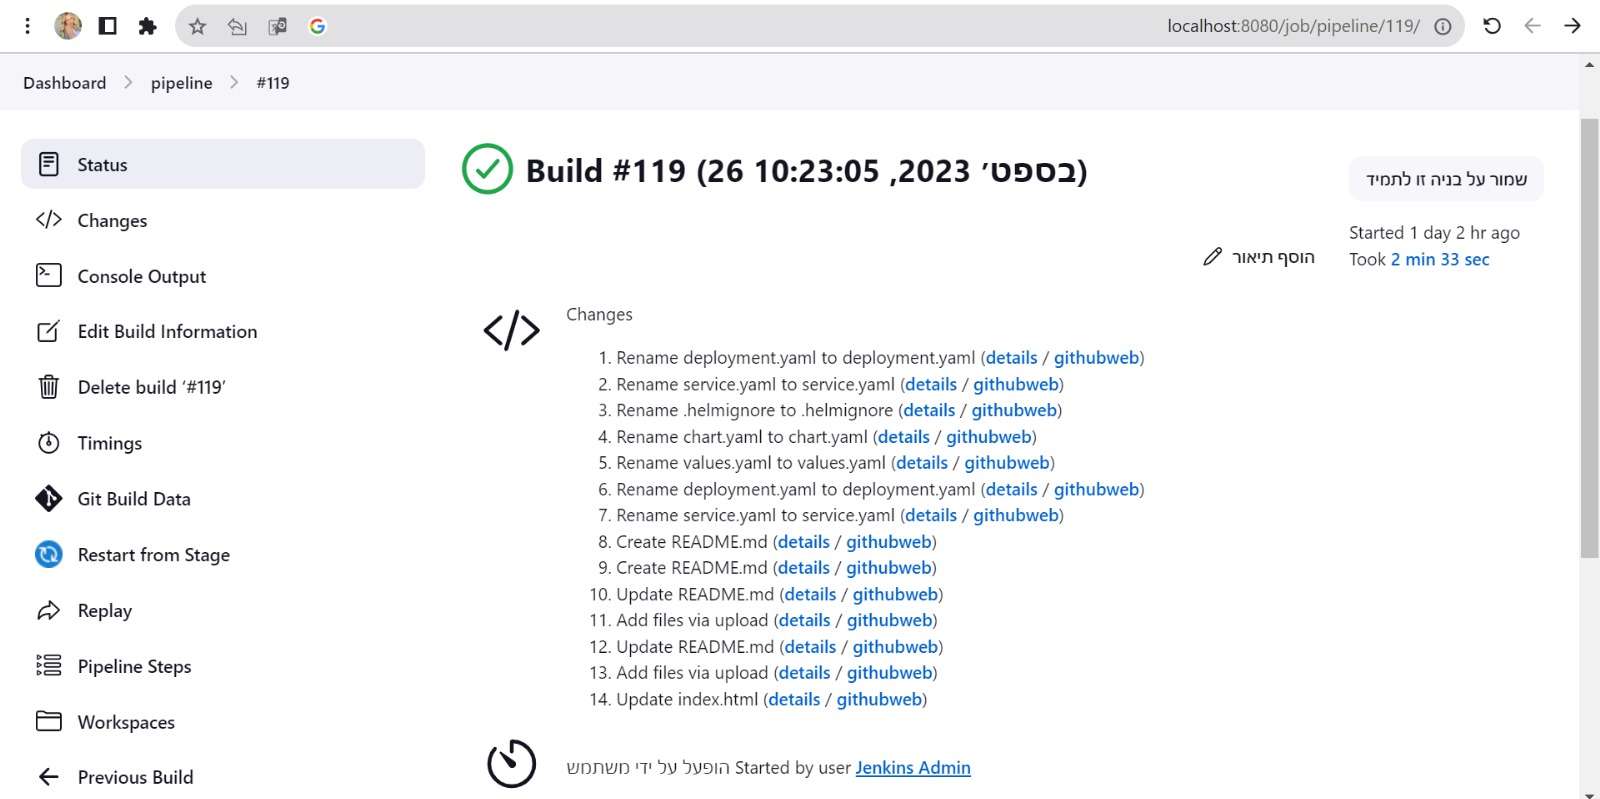 localhost:8080/job/pipeline/119/
Dashboard > pipeline > #119
Status
Changes
Console Output
Edit Build Information
Delete build ‘#119’
Timings
Git Build Data
Restart from Stage
Replay
Pipeline Steps
Workspaces
Previous Build
Build #119 (26 בספט׳ 2023, 10:23:05)
שמור על בניה זו לתמיד
Started 1 day 2 hr ago
Took 2 min 33 sec
הוסף תיאור
Changes
1. Rename deployment.yaml to deployment.yaml (details / githubweb)
2. Rename service.yaml to service.yaml (details / githubweb)
3. Rename .helmignore to .helmignore (details / githubweb)
4. Rename chart.yaml to chart.yaml (details / githubweb)
5. Rename values.yaml to values.yaml (details / githubweb)
6. Rename deployment.yaml to deployment.yaml (details / githubweb)
7. Rename service.yaml to service.yaml (details / githubweb)
8. Create README.md (details / githubweb)
9. Create README.md (details / githubweb)
10. Update README.md (details / githubweb)
11. Add files via upload (details / githubweb)
12. Update README.md (details / githubweb)
13. Add files via upload (details / githubweb)
14. Update index.html (details / githubweb)
הופעל על ידי משתמש Started by user Jenkins Admin